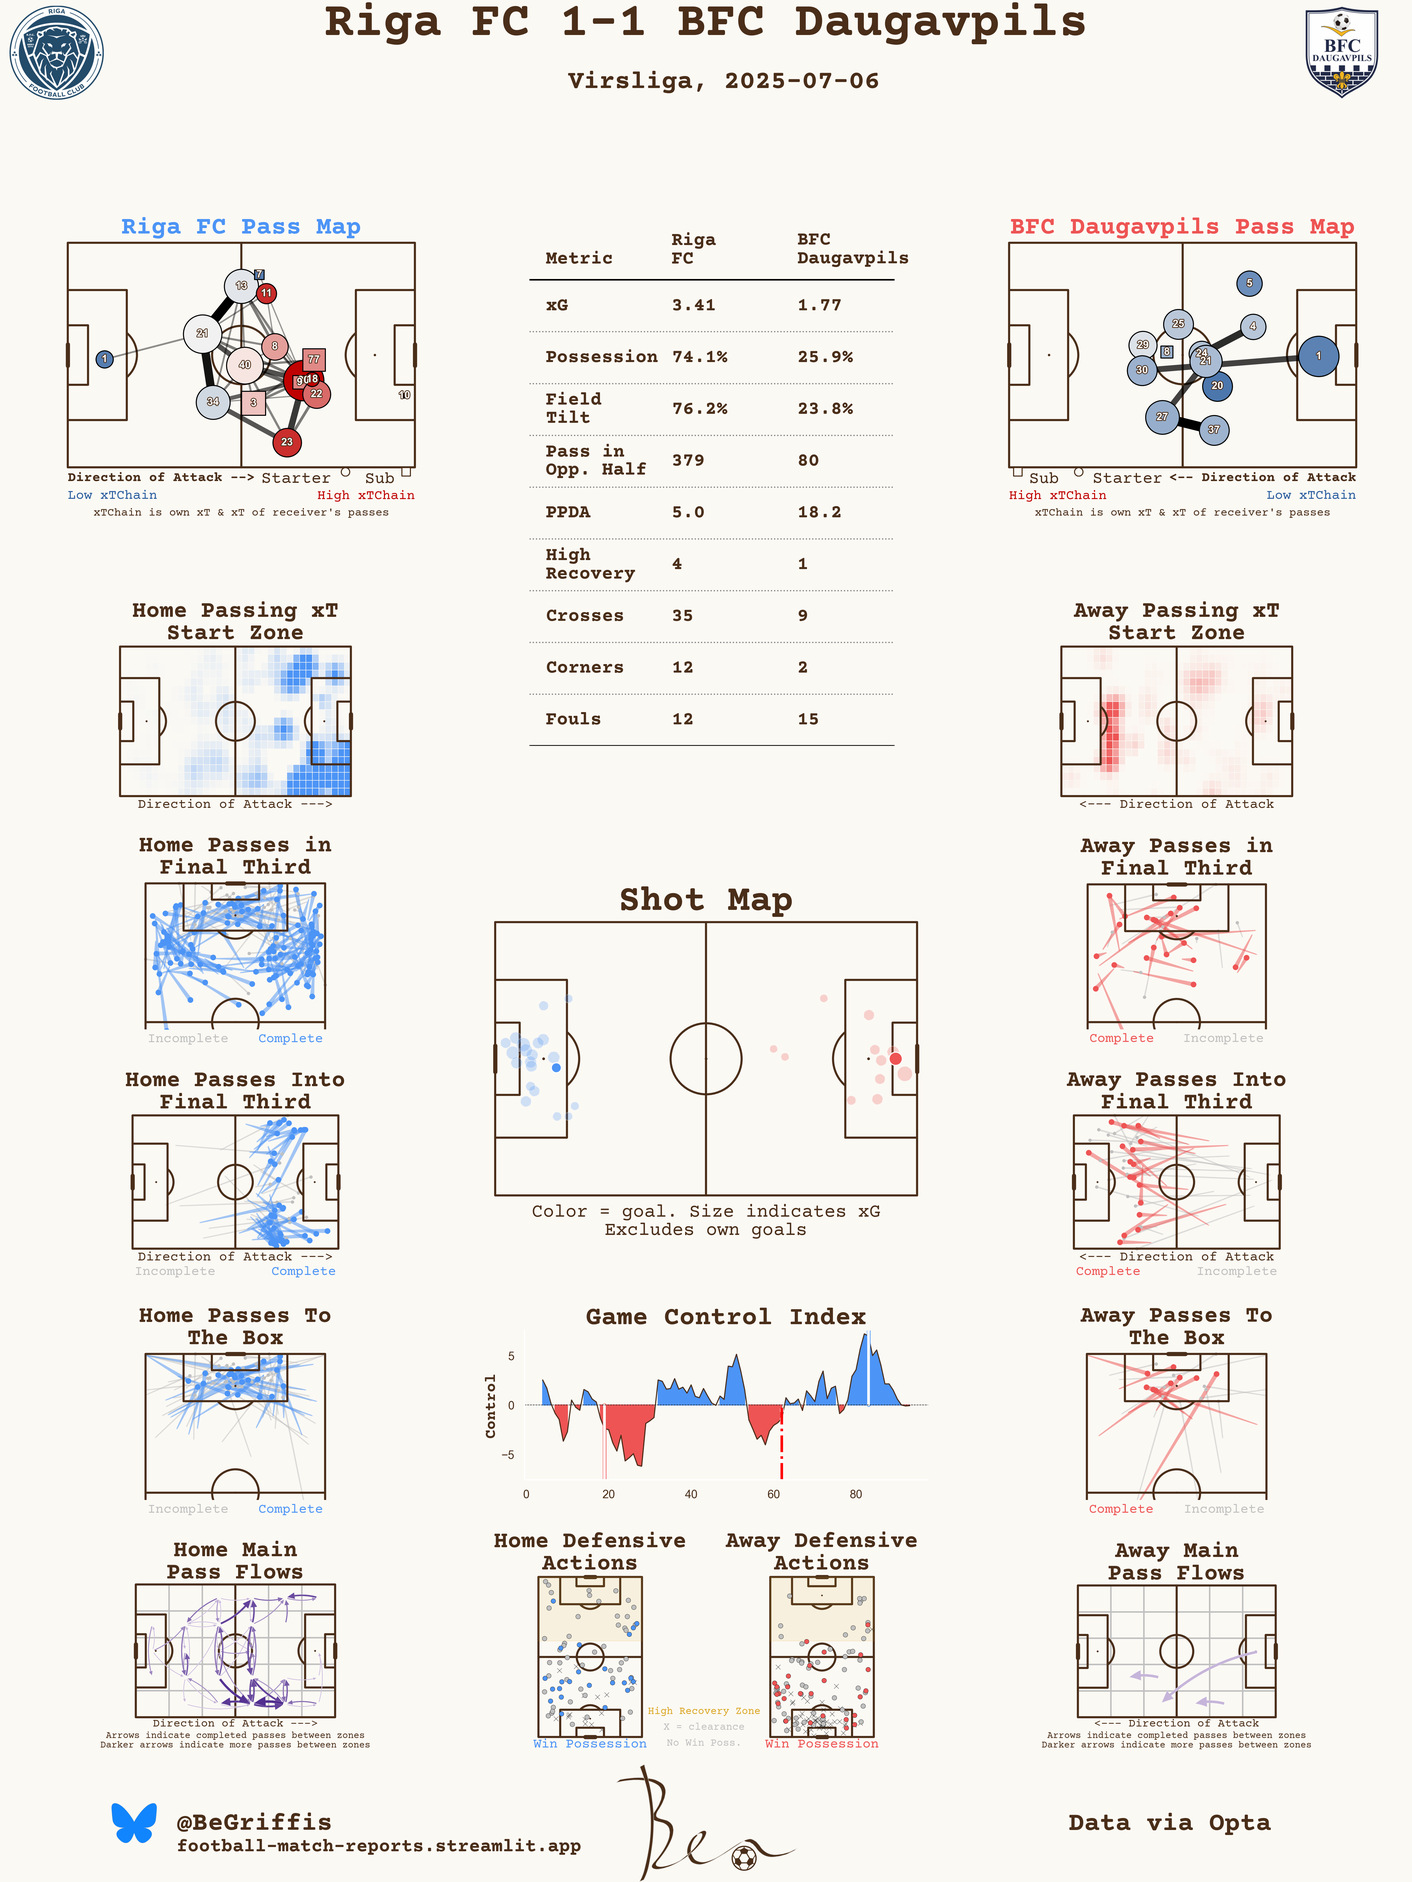 Riga FC 1-1 BFC Daugavpils
Virsliga, 2025-07-06
RIGA
FOOTBALL CLUB
BFC
DAUGAVPILS
Riga FC Pass Map
7
13
11
21
8
1
40
77
18
22
34
3
10
23
Direction of Attack --> Starter Sub
Low xTChain High xTChain
xTChain is own xT & xT of receiver's passes
Metric Riga FC BFC Daugavpils
xG 3.41 1.77
Possession 74.1% 25.9%
Field Tilt 76.2% 23.8%
Pass in Opp. Half 379 80
PPDA 5.0 18.2
High Recovery 4 1
Crosses 35 9
Corners 12 2
Fouls 12 15
BFC Daugavpils Pass Map
5
25
4
29
8
24
21
1
30
20
27
37
Sub Starter <-- Direction of Attack
High xTChain Low xTChain
xTChain is own xT & xT of receiver's passes
Home Passing xT
Start Zone
Direction of Attack --->
Away Passing xT
Start Zone
<--- Direction of Attack
Home Passes in
Final Third
Incomplete Complete
Away Passes in
Final Third
Complete Incomplete
Shot Map
Color = goal. Size indicates xG
Excludes own goals
Home Passes Into
Final Third
Direction of Attack --->
Incomplete Complete
Away Passes Into
Final Third
<--- Direction of Attack
Complete Incomplete
Home Passes To
The Box
Incomplete Complete
Game Control Index
Control
5
0
−5
0 20 40 60 80
Away Passes To
The Box
Complete Incomplete
Home Main
Pass Flows
Direction of Attack --->
Arrows indicate completed passes between zones
Darker arrows indicate more passes between zones
Home Defensive
Actions
Win Possession
High Recovery Zone
X = clearance
No Win Poss.
Away Defensive
Actions
Win Possession
Away Main
Pass Flows
<--- Direction of Attack
Arrows indicate completed passes between zones
Darker arrows indicate more passes between zones
@BeGriffis
football-match-reports.streamlit.app
Ben
Data via Opta